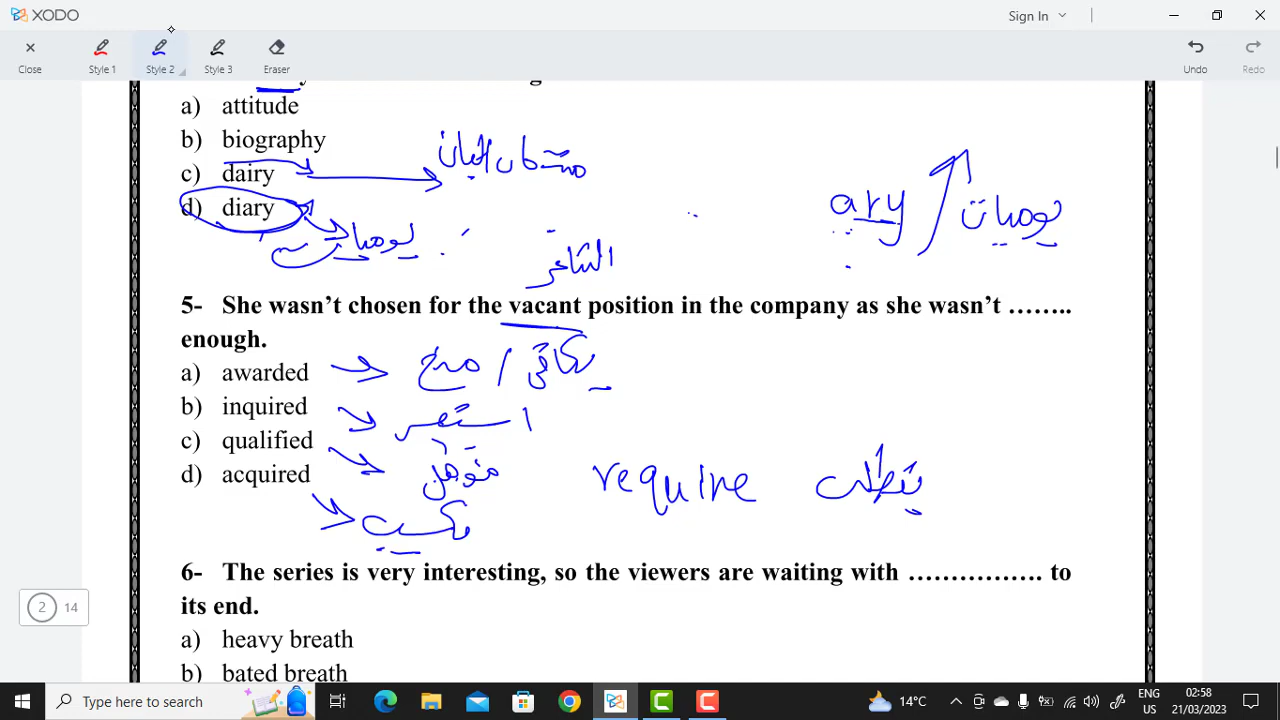 XODO
Sign In
Close
Style 1
Style 2
Style 3
Eraser
Undo
Redo
a) attitude
b) biography
c) dairy
منتجات البان
d) diary
يوميات
ary
يوميات
5- She wasn’t chosen for the vacant position in the company as she wasn’t ……..
enough.
a) awarded
يكافئ / منح
b) inquired
c) qualified
مؤهل
d) acquired
require يتطلب
6- The series is very interesting, so the viewers are waiting with ……………. to
its end.
a) heavy breath
b) bated breath
2 14
Type here to search
14°C
ENG
US
02:58
21/03/2023